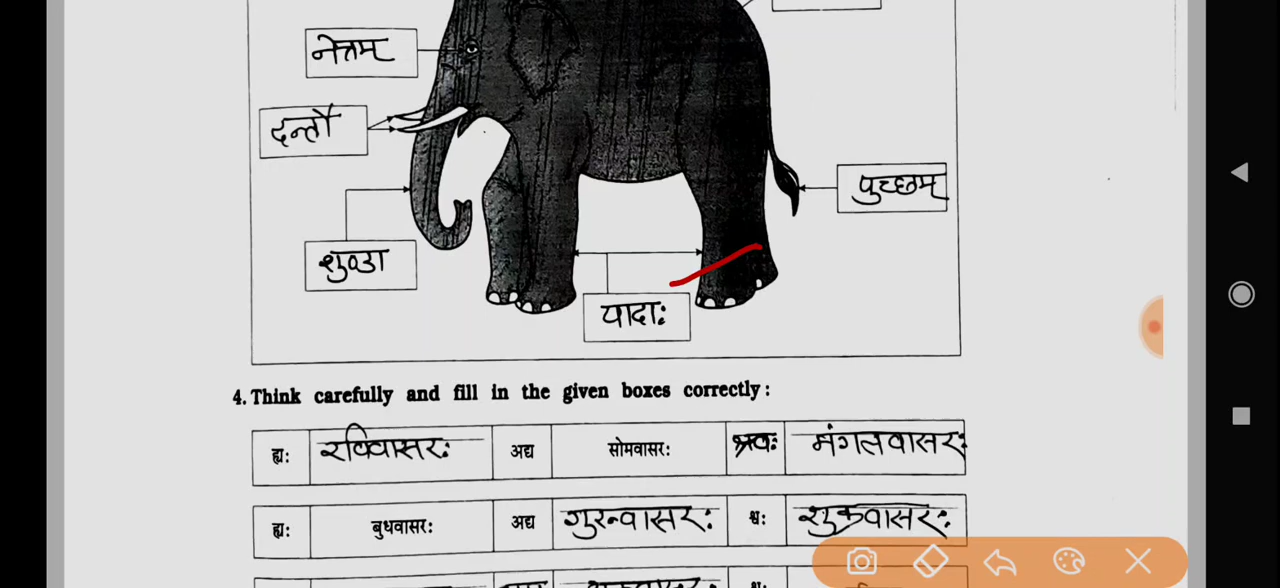 नेत्रम्
दन्तौ
पुच्छम्
शुण्डा
पादाः
4. Think carefully and fill in the given boxes correctly :
ह्यः रविवासरः अद्य सोमवासरः श्वः मंगलवासरः
ह्यः बुधवासरः अद्य गुरुवासरः श्वः शुक्रवासरः